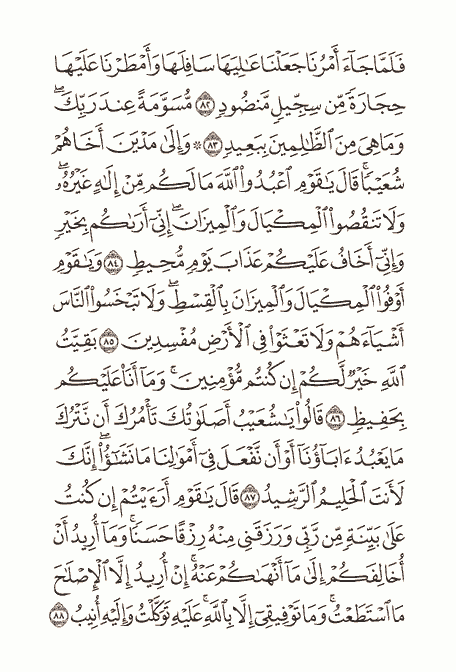 فَلَمَّا جَآءَ أَمْرُنَا جَعَلْنَا عَٰلِيَهَا سَافِلَهَا وَأَمْطَرْنَا عَلَيْهَا
حِجَارَةً مِّن سِجِّيلٍ مَّنضُودٍ ٨٢ مُّسَوَّمَةً عِندَ رَبِّكَۖ
وَمَا هِيَ مِنَ ٱلظَّٰلِمِينَ بِبَعِيدٍ ٨٣ ۞ وَإِلَىٰ مَدْيَنَ أَخَاهُمْ
شُعَيْبًاۚ قَالَ يَٰقَوْمِ ٱعْبُدُوا۟ ٱللَّهَ مَا لَكُم مِّنْ إِلَٰهٍ غَيْرُهُۥۖ
وَلَا تَنقُصُوا۟ ٱلْمِكْيَالَ وَٱلْمِيزَانَۖ إِنِّىٓ أَرَىٰكُم بِخَيْرٍ
وَإِنِّىٓ أَخَافُ عَلَيْكُمْ عَذَابَ يَوْمٍ مُّحِيطٍ ٨٤ وَيَٰقَوْمِ
أَوْفُوا۟ ٱلْمِكْيَالَ وَٱلْمِيزَانَ بِٱلْقِسْطِۖ وَلَا تَبْخَسُوا۟ ٱلنَّاسَ
أَشْيَآءَهُمْ وَلَا تَعْثَوْا۟ فِى ٱلْأَرْضِ مُفْسِدِينَ ٨٥ بَقِيَّتُ
ٱللَّهِ خَيْرٌ لَّكُمْ إِن كُنتُم مُّؤْمِنِينَۚ وَمَآ أَنَا۠ عَلَيْكُم
بِحَفِيظٍ ٨٦ قَالُوا۟ يَٰشُعَيْبُ أَصَلَوٰتُكَ تَأْمُرُكَ أَن نَّتْرُكَ
مَا يَعْبُدُ ءَابَآؤُنَآ أَوْ أَن نَّفْعَلَ فِىٓ أَمْوَٰلِنَا مَا نَشَٰٓؤُا۟ۖ إِنَّكَ
لَأَنتَ ٱلْحَلِيمُ ٱلرَّشِيدُ ٨٧ قَالَ يَٰقَوْمِ أَرَءَيْتُمْ إِن كُنتُ
عَلَىٰ بَيِّنَةٍ مِّن رَّبِّى وَرَزَقَنِى مِنْهُ رِزْقًا حَسَنًاۚ وَمَآ أُرِيدُ أَنْ
أُخَالِفَكُمْ إِلَىٰ مَآ أَنْهَىٰكُمْ عَنْهُۚ إِنْ أُرِيدُ إِلَّا ٱلْإِصْلَٰحَ
مَا ٱسْتَطَعْتُۚ وَمَا تَوْفِيقِىٓ إِلَّا بِٱللَّهِۚ عَلَيْهِ تَوَكَّلْتُ وَإِلَيْهِ أُنِيبُ ٨٨